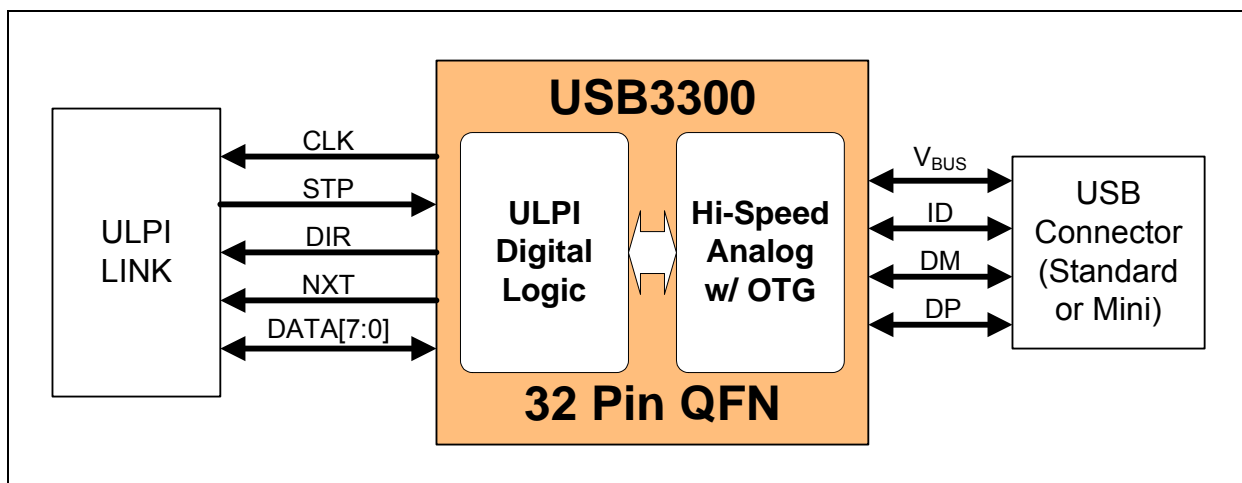 USB3300
ULPI
LINK
CLK
STP
DIR
NXT
DATA[7:0]
ULPI
Digital
Logic
Hi-Speed
Analog
w/ OTG
VBUS
ID
DM
DP
USB
Connector
(Standard
or Mini)
32 Pin QFN